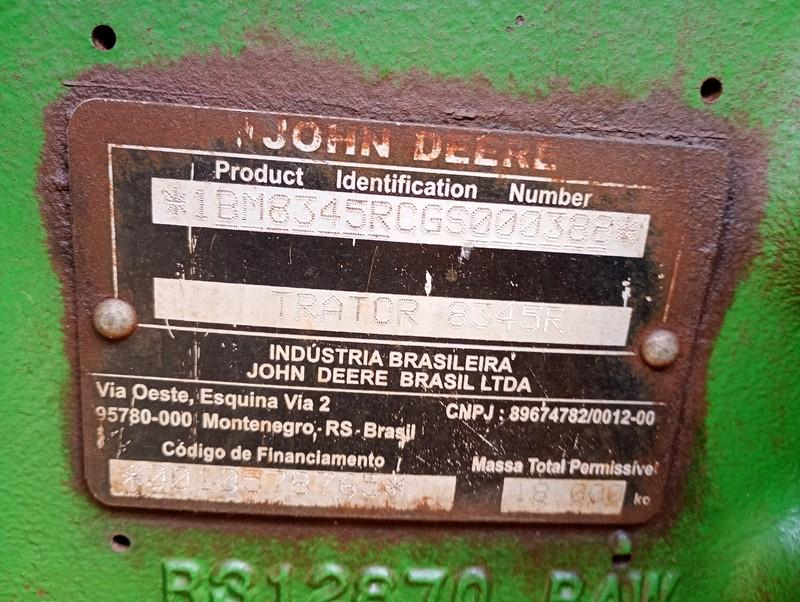 JOHN DEERE
Product Identification Number
*1BM8345RCGS000382*
TRATOR 8345R
INDÚSTRIA BRASILEIRA
JOHN DEERE BRASIL LTDA
Via Oeste, Esquina Via 2
95780-000 Montenegro - RS - Brasil
CNPJ : 89674782/0012-00
Código de Financiamento
Massa Total Permissível
18 000 kg